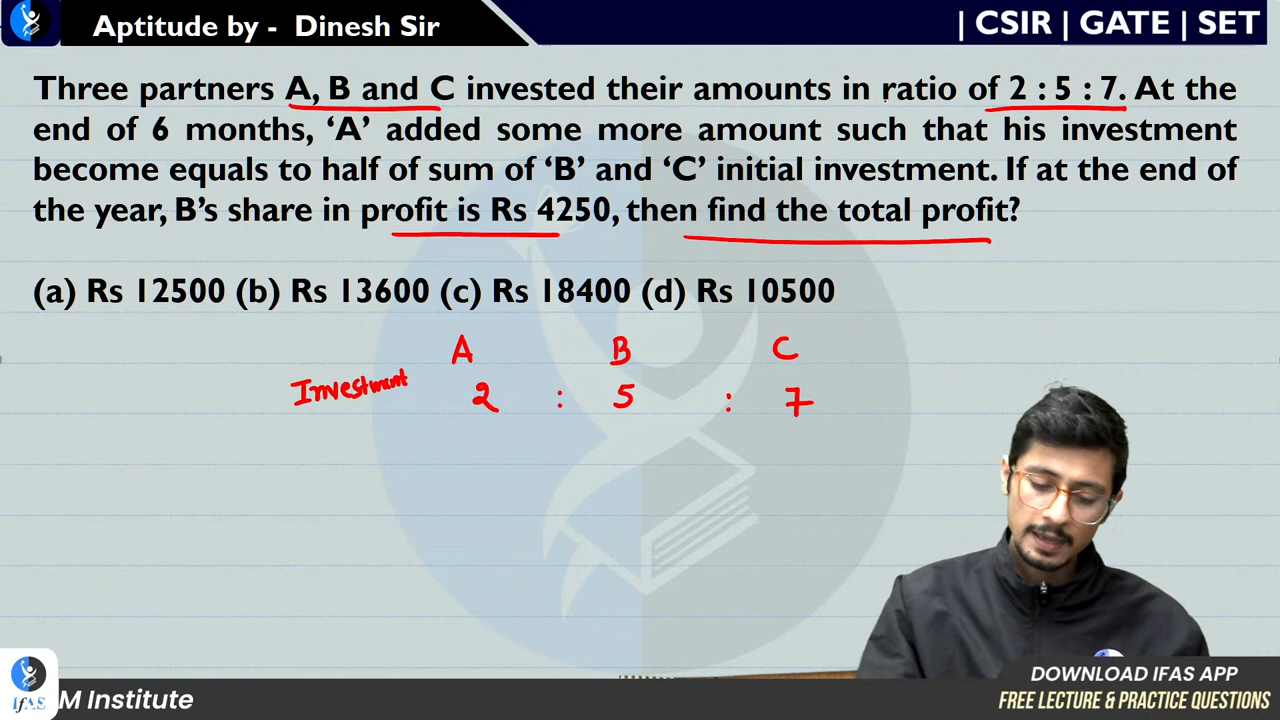 Aptitude by - Dinesh Sir
| CSIR | GATE | SET
Three partners A, B and C invested their amounts in ratio of 2 : 5 : 7. At the
end of 6 months, ‘A’ added some more amount such that his investment
become equals to half of sum of ‘B’ and ‘C’ initial investment. If at the end of
the year, B’s share in profit is Rs 4250, then find the total profit?
(a) Rs 12500 (b) Rs 13600 (c) Rs 18400 (d) Rs 10500
A B C
Investment 2 : 5 : 7
DOWNLOAD IFAS APP
FREE LECTURE & PRACTICE QUESTIONS
IFAS
M Institute